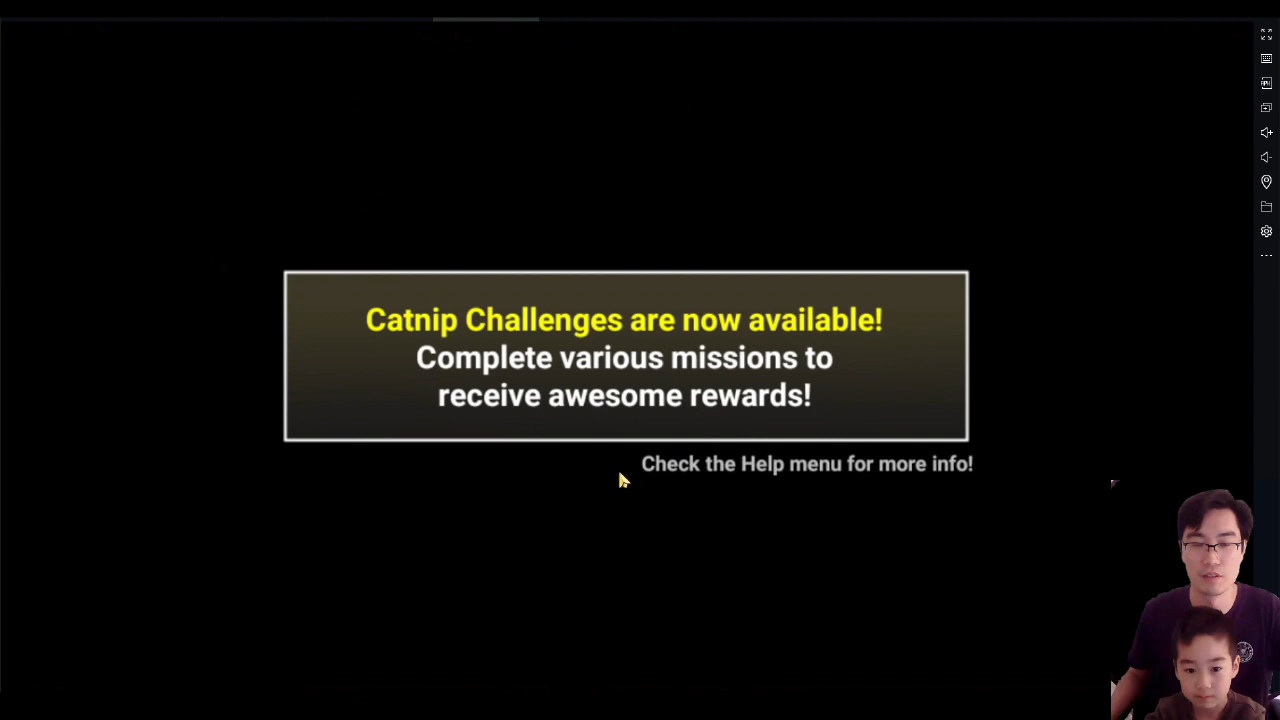 Catnip Challenges are now available!
Complete various missions to
receive awesome rewards!
Check the Help menu for more info!